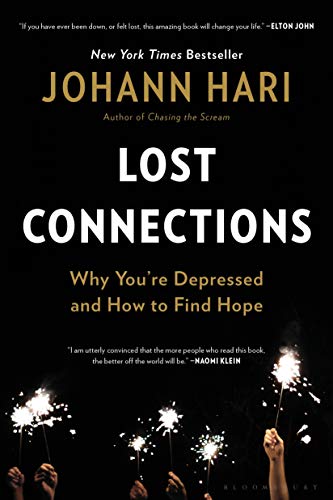 "If you have ever been down, or felt lost, this amazing book will change your life." —ELTON JOHN
New York Times Bestseller
JOHANN HARI
Author of Chasing the Scream
LOST
CONNECTIONS
Why You're Depressed
and How to Find Hope
"I am utterly convinced that the more people who read this book,
the better off the world will be."—NAOMI KLEIN
BLOOMSBURY